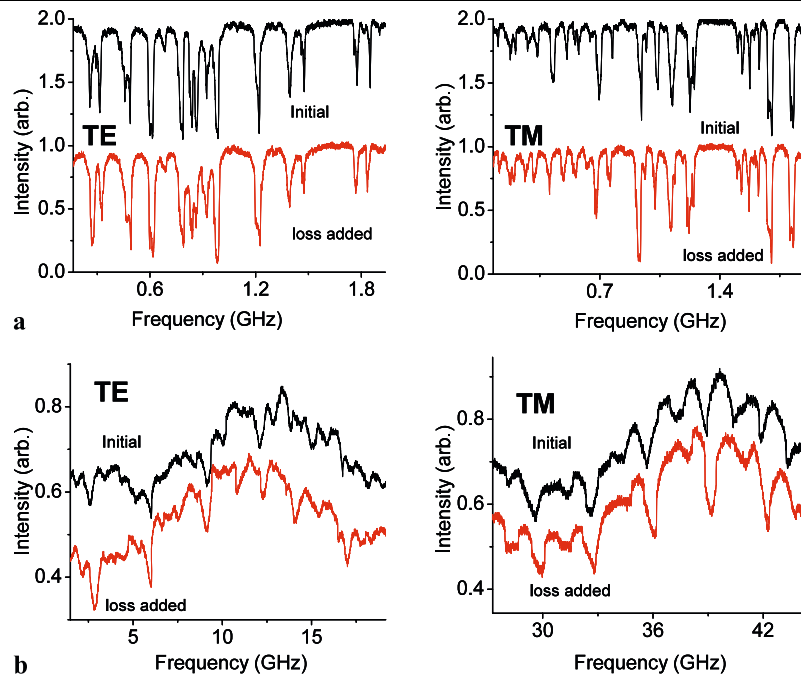 2.0
1.5
1.0
0.5
0.0
Intensity (arb.)
TE
Initial
loss added
0.6
1.2
1.8
Frequency (GHz)
2.0
1.5
1.0
0.5
0.0
Intensity (arb.)
TM
Initial
loss added
0.7
1.4
Frequency (GHz)
a
0.8
0.6
0.4
Intensity (arb.)
TE
Initial
loss added
5
10
15
Frequency (GHz)
0.8
0.6
0.4
Intensity (arb.)
TM
Initial
loss added
30
36
42
Frequency (GHz)
b